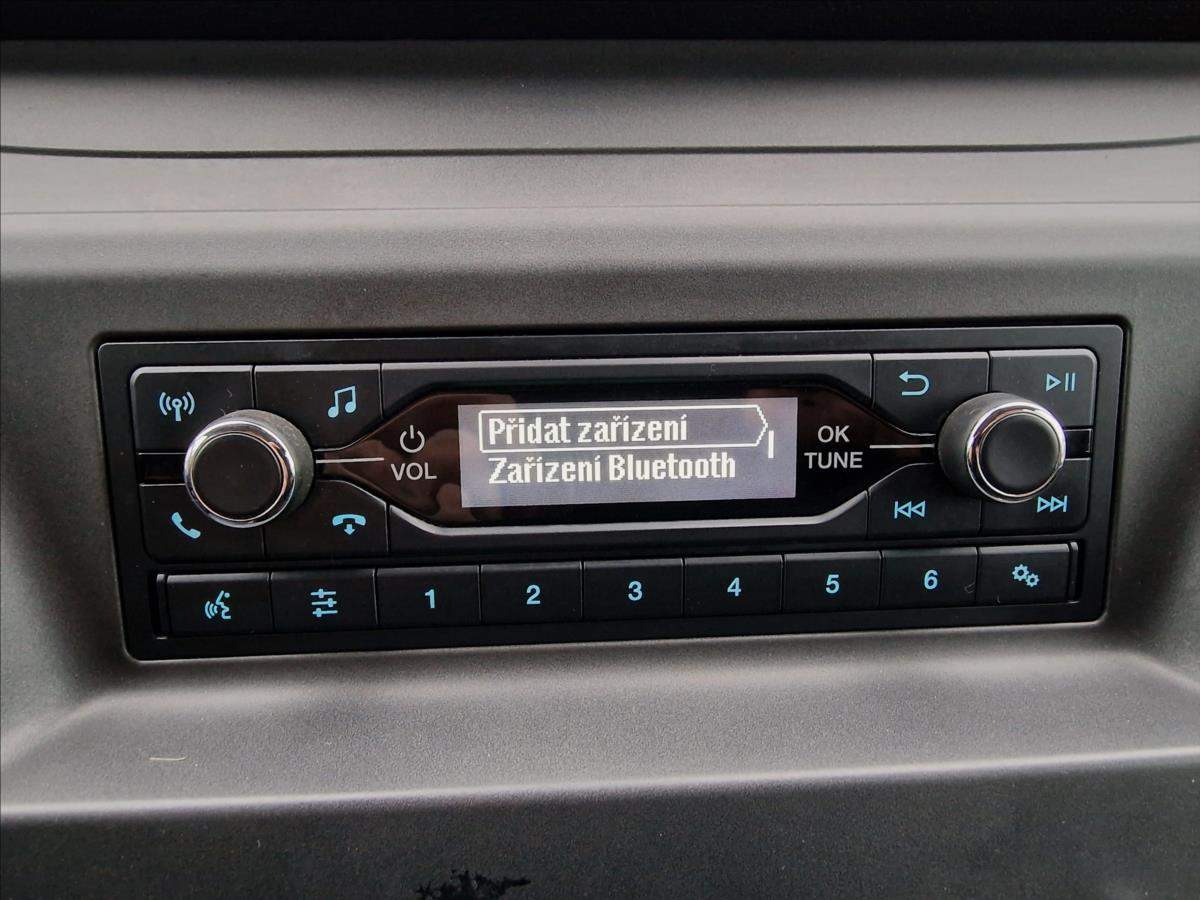 Přidat zařízení
Zařízení Bluetooth
VOL
OK
TUNE
1 2 3 4 5 6